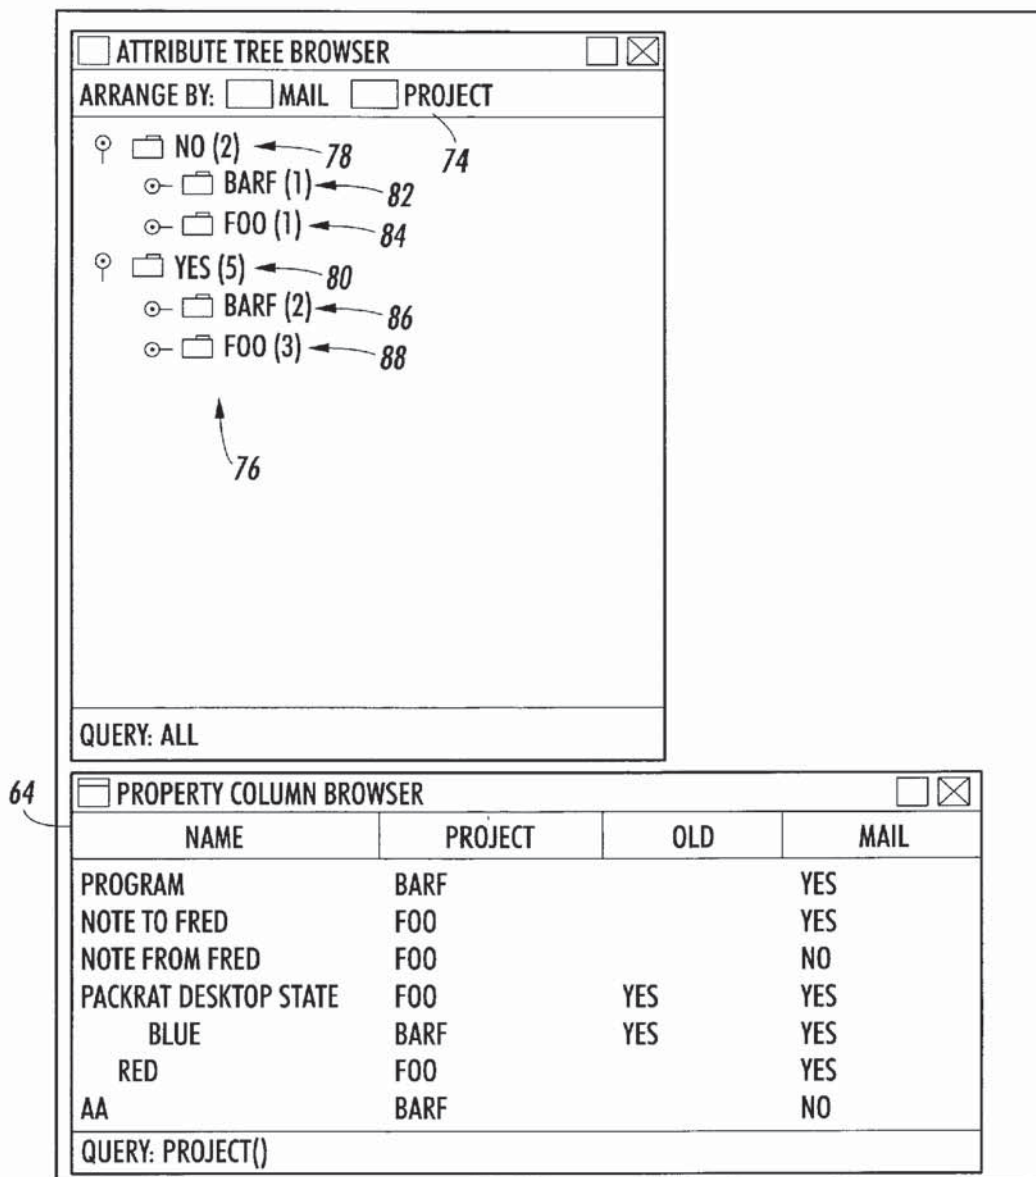 ATTRIBUTE TREE BROWSER
ARRANGE BY: MAIL PROJECT
74
NO (2) 78
BARF (1) 82
FOO (1) 84
YES (5) 80
BARF (2) 86
FOO (3) 88
76
QUERY: ALL
64
PROPERTY COLUMN BROWSER
NAME PROJECT OLD MAIL
PROGRAM BARF YES
NOTE TO FRED FOO YES
NOTE FROM FRED FOO NO
PACKRAT DESKTOP STATE FOO YES YES
BLUE BARF YES YES
RED FOO YES
AA BARF NO
QUERY: PROJECT()